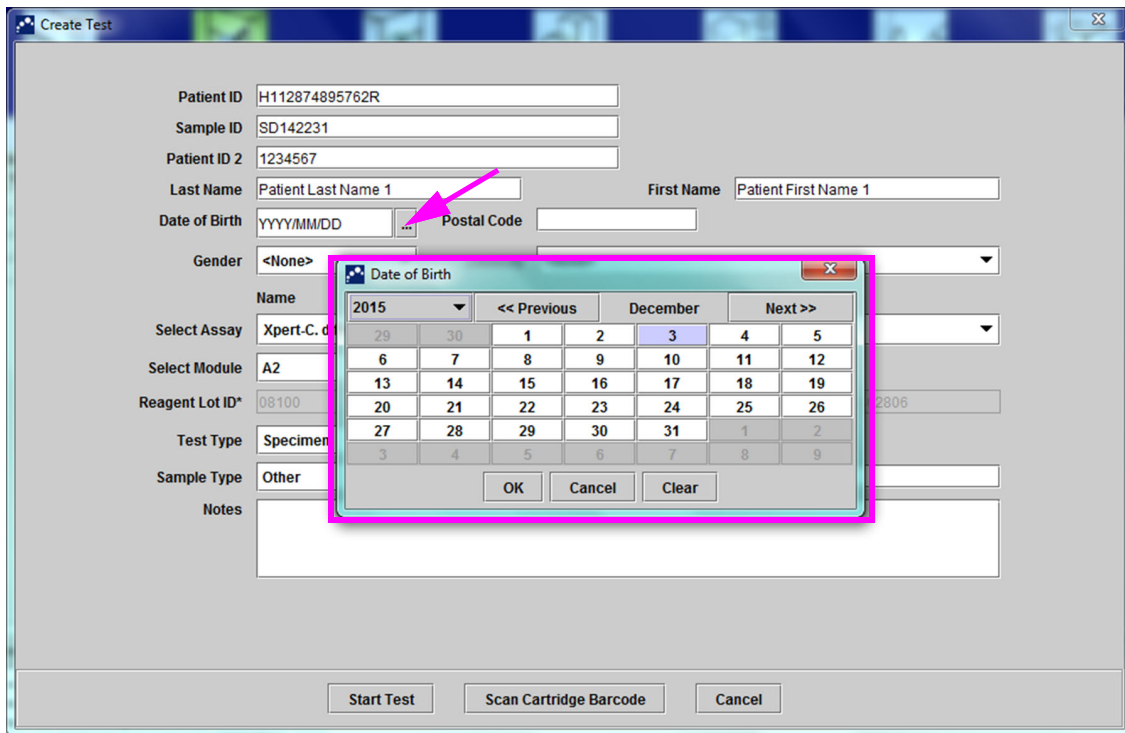 Create Test
Patient ID H112874895762R
Sample ID SD142231
Patient ID 2 1234567
Last Name Patient Last Name 1 First Name Patient First Name 1
Date of Birth YYYY/MM/DD ... Postal Code
Gender <None>
Date of Birth
2015 << Previous December Next >>
29 30 1 2 3 4 5
6 7 8 9 10 11 12
13 14 15 16 17 18 19
20 21 22 23 24 25 26
27 28 29 30 31 1 2
3 4 5 6 7 8 9
OK Cancel Clear
Name
Select Assay Xpert-C. d
Select Module A2
Reagent Lot ID* 08100 2806
Test Type Specimen
Sample Type Other
Notes
Start Test Scan Cartridge Barcode Cancel